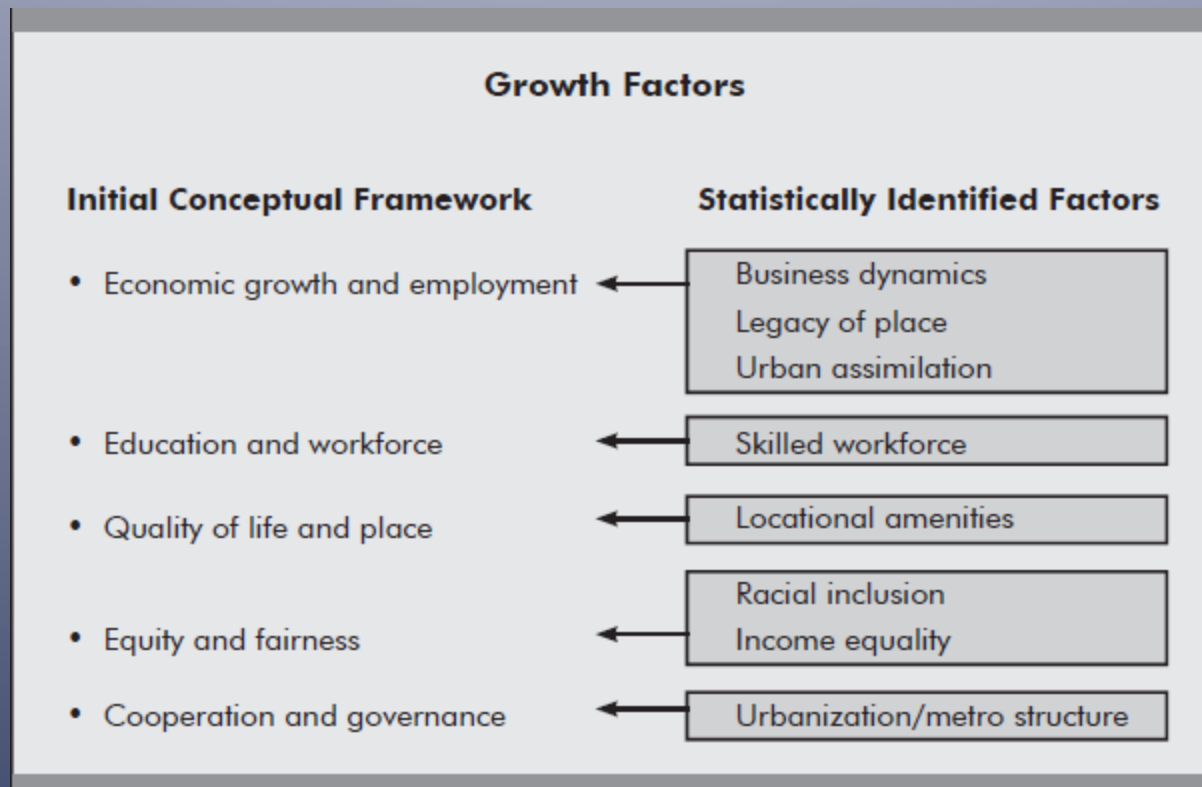 Growth Factors
Initial Conceptual Framework
Statistically Identified Factors
• Economic growth and employment
Business dynamics
Legacy of place
Urban assimilation
• Education and workforce
Skilled workforce
• Quality of life and place
Locational amenities
• Equity and fairness
Racial inclusion
Income equality
• Cooperation and governance
Urbanization/metro structure